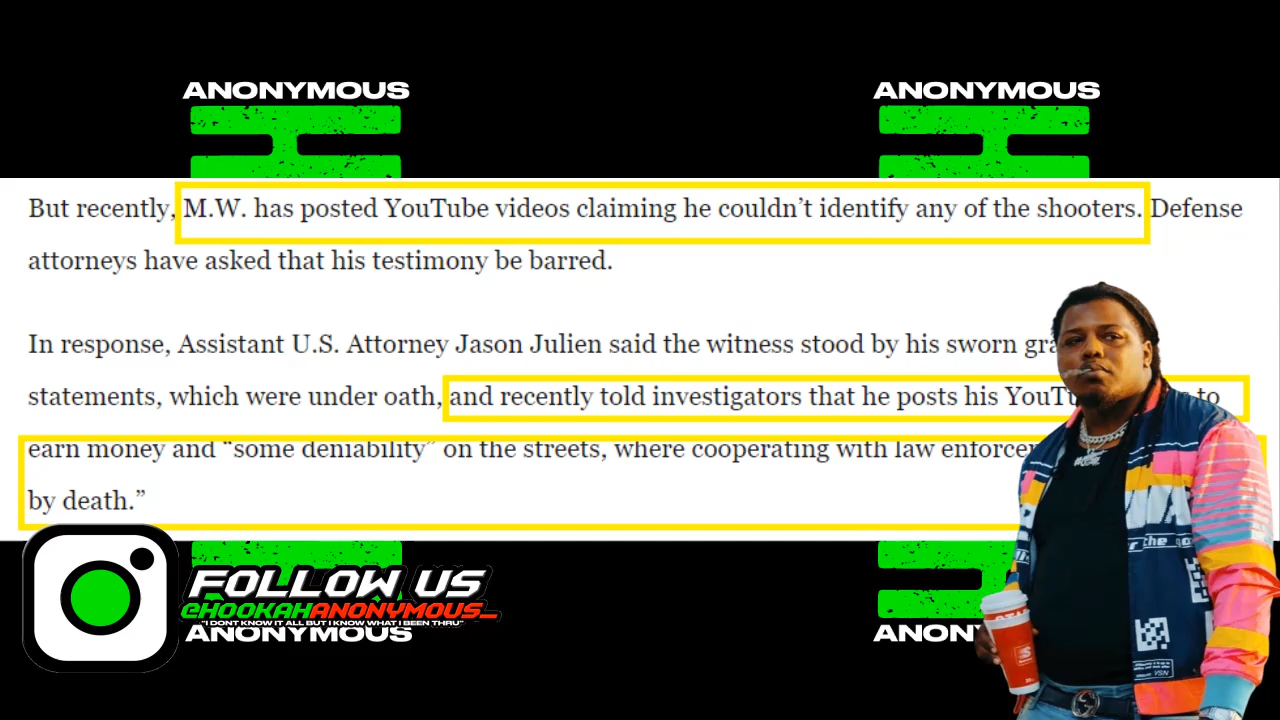 ANONYMOUS ANONYMOUS
But recently, M.W. has posted YouTube videos claiming he couldn’t identify any of the shooters. Defense
attorneys have asked that his testimony be barred.
In response, Assistant U.S. Attorney Jason Julien said the witness stood by his sworn
statements, which were under oath, and recently told investigators that he posts his to
earn money and “some deniability” on the streets, where cooperating with law
by death.”
FOLLOW US
@HOOKAHANONYMOUS_
"I DONT KNOW IT ALL BUT I KNOW WHAT I BEEN THRU"
ANONYMOUS
YSN